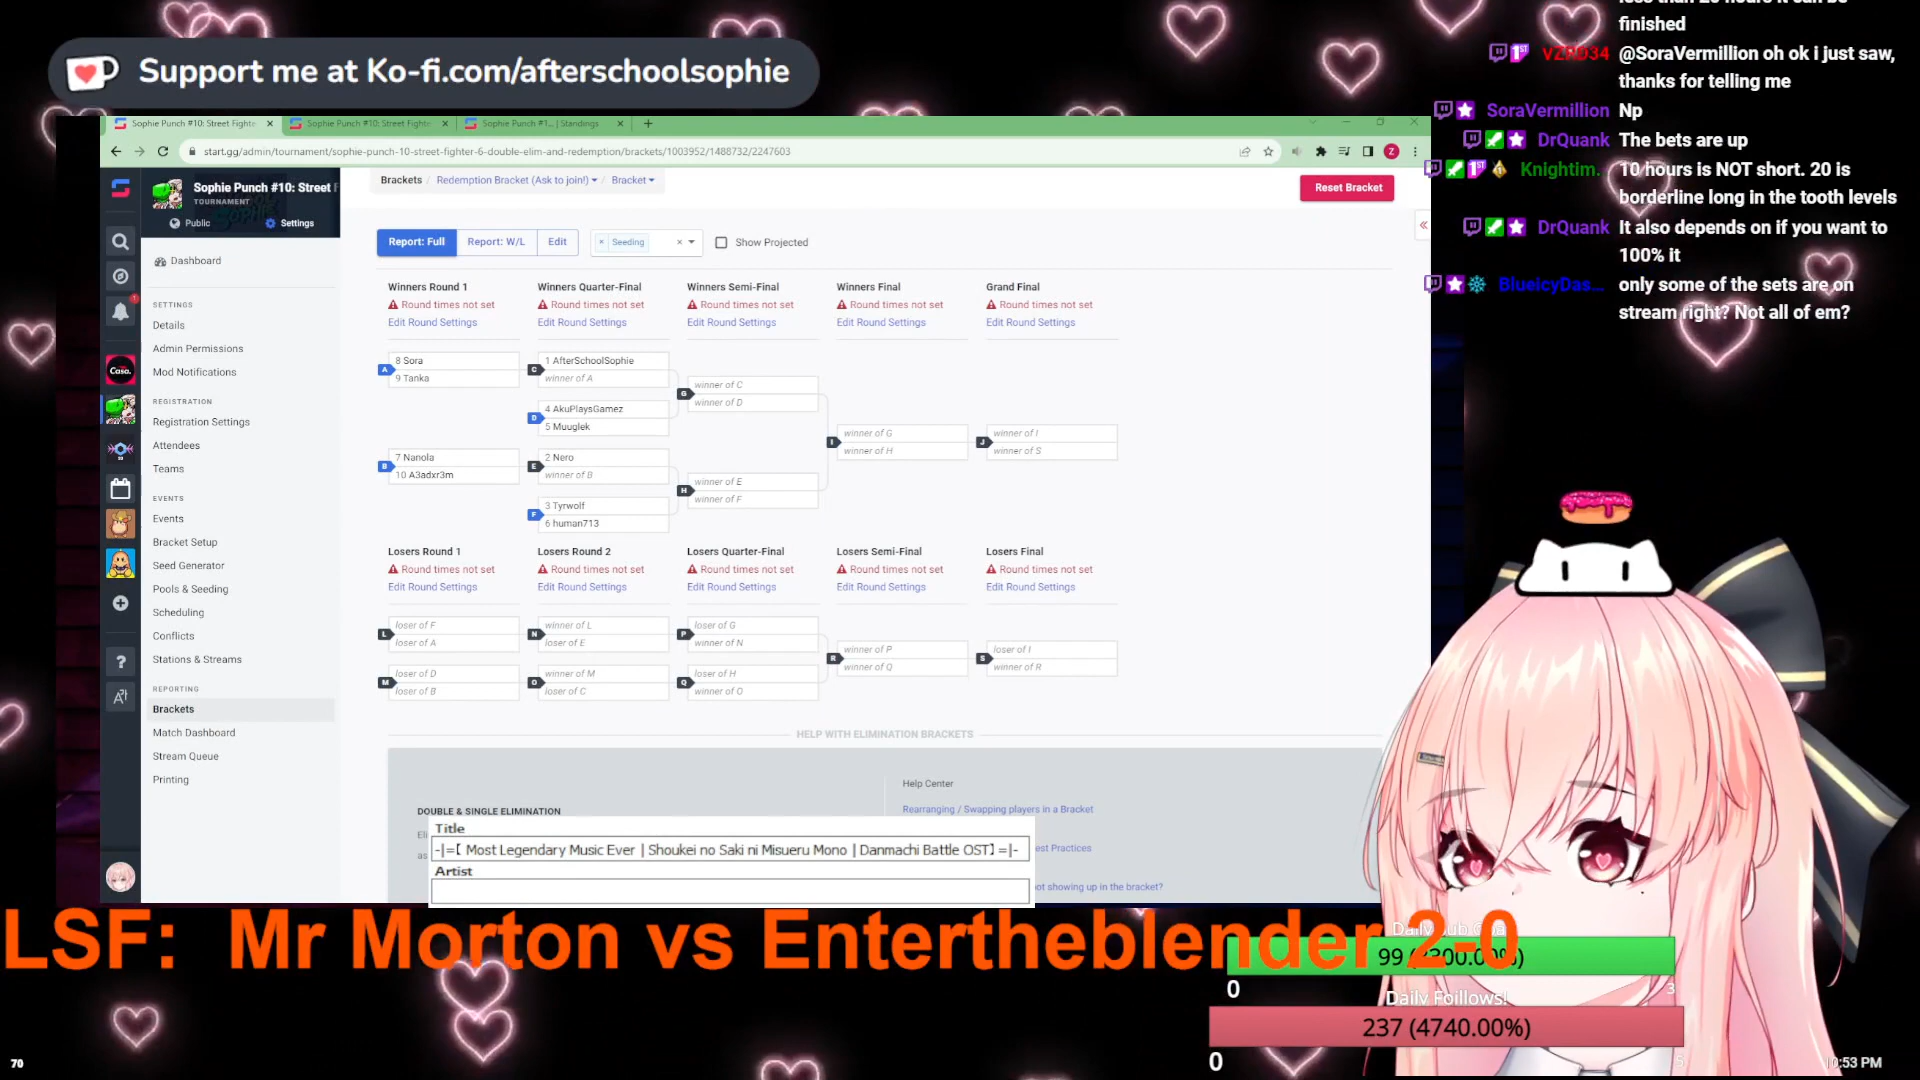 Support me at Ko-fi.com/afterschoolsophie
Sophie Punch #10: Street Fighte
Sophie Punch #10: Street Fighte
Sophie Punch #1... | Standings
start.gg/admin/tournament/sophie-punch-10-street-fighter-6-double-elim-and-redemption/brackets/1003952/1488732/2247603
Z
Sophie Punch #10: Street F
TOURNAMENT
Public
Settings
Dashboard
SETTINGS
Details
Admin Permissions
Mod Notifications
REGISTRATION
Registration Settings
Attendees
Teams
EVENTS
Events
Bracket Setup
Seed Generator
Pools & Seeding
Scheduling
Conflicts
Stations & Streams
REPORTING
Brackets
Match Dashboard
Stream Queue
Printing
Casa.
Brackets / Redemption Bracket (Ask to join!) / Bracket
Reset Bracket
Report: Full
Report: W/L
Edit
× Seeding
Show Projected
Winners Round 1
Round times not set
Edit Round Settings
Winners Quarter-Final
Round times not set
Edit Round Settings
Winners Semi-Final
Round times not set
Edit Round Settings
Winners Final
Round times not set
Edit Round Settings
Grand Final
Round times not set
Edit Round Settings
A
8 Sora
9 Tanka
B
7 Nanola
10 A3adxr3m
C
1 AfterSchoolSophie
winner of A
D
4 AkuPlaysGamez
5 Muuglek
E
2 Nero
winner of B
F
3 Tyrwolf
6 human713
G
winner of C
winner of D
H
winner of E
winner of F
I
winner of G
winner of H
J
winner of I
winner of S
Losers Round 1
Round times not set
Edit Round Settings
Losers Round 2
Round times not set
Edit Round Settings
Losers Quarter-Final
Round times not set
Edit Round Settings
Losers Semi-Final
Round times not set
Edit Round Settings
Losers Final
Round times not set
Edit Round Settings
L
loser of F
loser of A
M
loser of D
loser of B
N
winner of L
loser of E
O
winner of M
loser of C
P
loser of G
winner of N
Q
loser of H
winner of O
R
winner of P
winner of Q
S
loser of I
winner of R
HELP WITH ELIMINATION BRACKETS
DOUBLE & SINGLE ELIMINATION
Help Center
Rearranging / Swapping players in a Bracket
est Practices
ot showing up in the bracket?
Title
-|=【 Most Legendary Music Ever | Shoukei no Saki ni Misueru Mono | Danmachi Battle OST】=|-
Artist
LSF: Mr Morton vs Entertheblender 2-0
finished
VZRD34 @SoraVermillion oh ok i just saw,
thanks for telling me
SoraVermillion Np
DrQuank The bets are up
Knightim. 10 hours is NOT short. 20 is
borderline long in the tooth levels
DrQuank It also depends on if you want to
100% it
BlueicyDas... only some of the sets are on
stream right? Not all of em?
0
3
Daily Follows!
237 (4740.00%)
0
70
10:53 PM